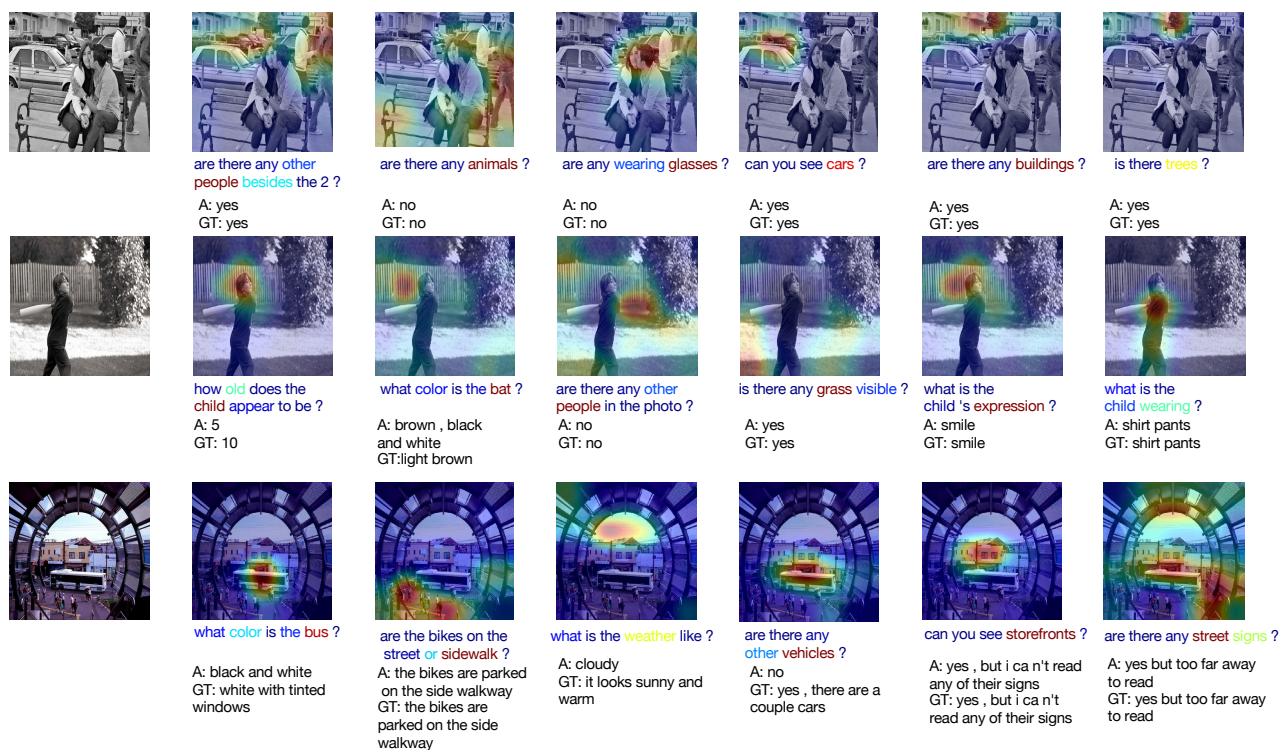 are there any other
people besides the 2 ?
A: yes
GT: yes
are there any animals ?
A: no
GT: no
are any wearing glasses ?
A: no
GT: no
can you see cars ?
A: yes
GT: yes
are there any buildings ?
A: yes
GT: yes
is there trees ?
A: yes
GT: yes
how old does the
child appear to be ?
A: 5
GT: 10
what color is the bat ?
A: brown , black
and white
GT:light brown
are there any other
people in the photo ?
A: no
GT: no
is there any grass visible ?
A: yes
GT: yes
what is the
child 's expression ?
A: smile
GT: smile
what is the
child wearing ?
A: shirt pants
GT: shirt pants
what color is the bus ?
A: black and white
GT: white with tinted
windows
are the bikes on the
street or sidewalk ?
A: the bikes are parked
on the side walkway
GT: the bikes are
parked on the side
walkway
what is the weather like ?
A: cloudy
GT: it looks sunny and
warm
are there any
other vehicles ?
A: no
GT: yes , there are a
couple cars
can you see storefronts ?
A: yes , but i ca n't read
any of their signs
GT: yes , but i ca n't
read any of their signs
are there any street signs ?
A: yes but too far away
to read
GT: yes but too far away
to read